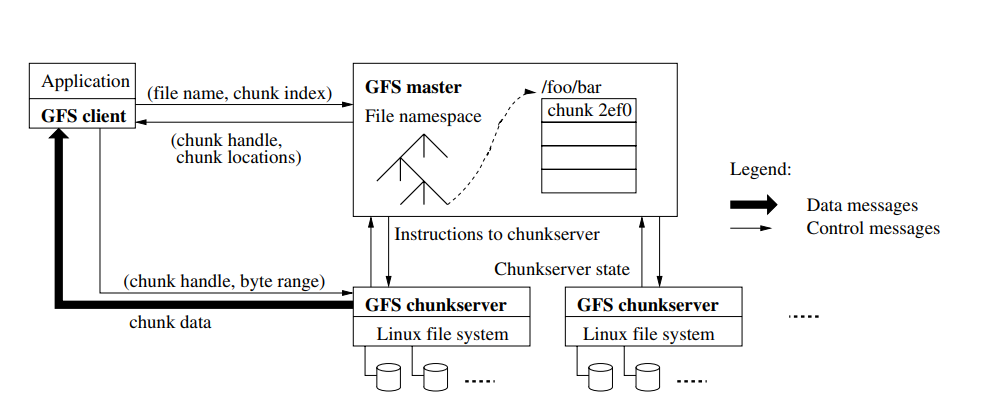 Application
GFS client
(file name, chunk index)
(chunk handle,
chunk locations)
GFS master
File namespace
/foo/bar
chunk 2ef0
Legend:
Data messages
Control messages
Instructions to chunkserver
Chunkserver state
(chunk handle, byte range)
chunk data
GFS chunkserver
Linux file system
GFS chunkserver
Linux file system